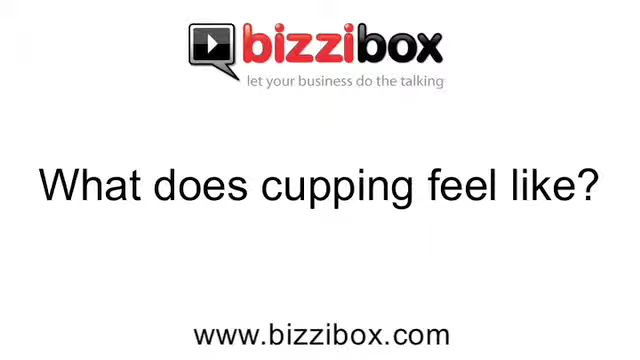 bizzibox
let your business do the talking
What does cupping feel like?
www.bizzibox.com